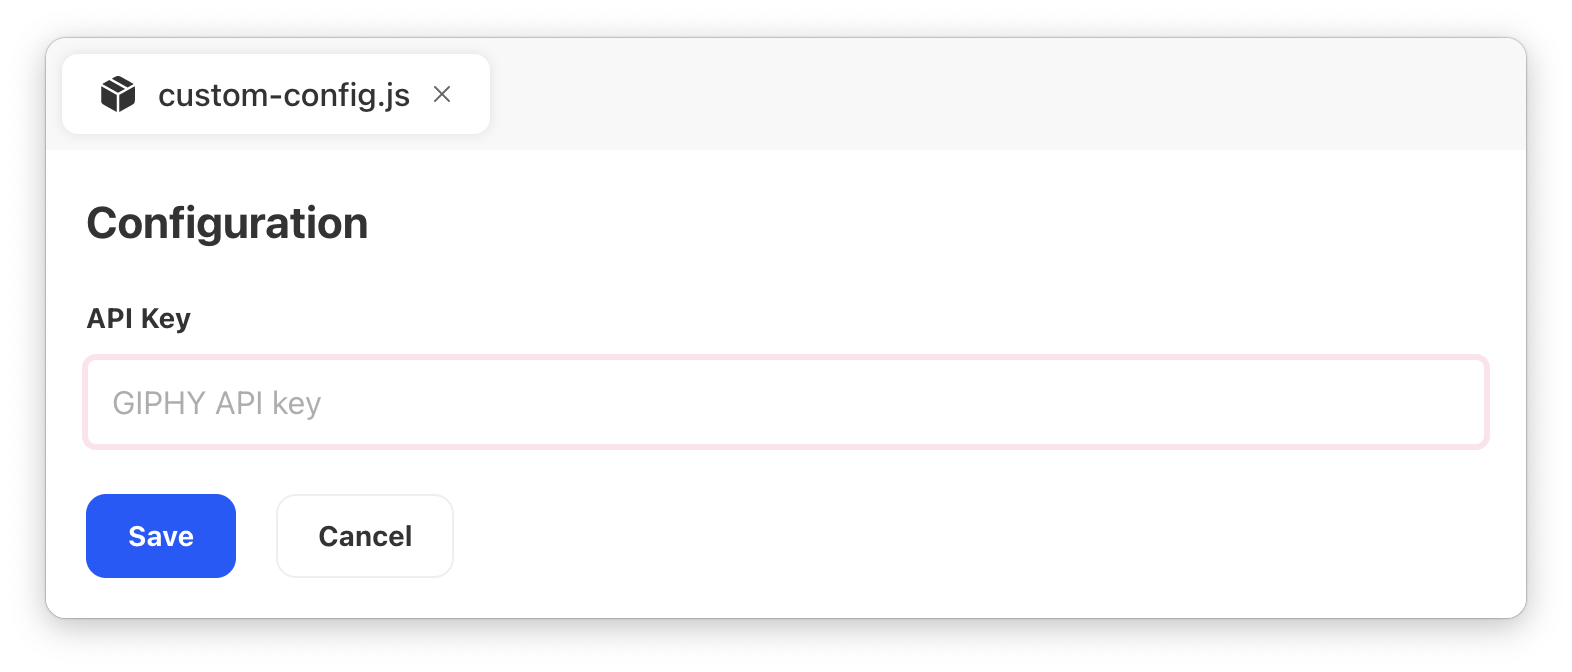 custom-config.js
Configuration
API Key
GIPHY API key
Save
Cancel